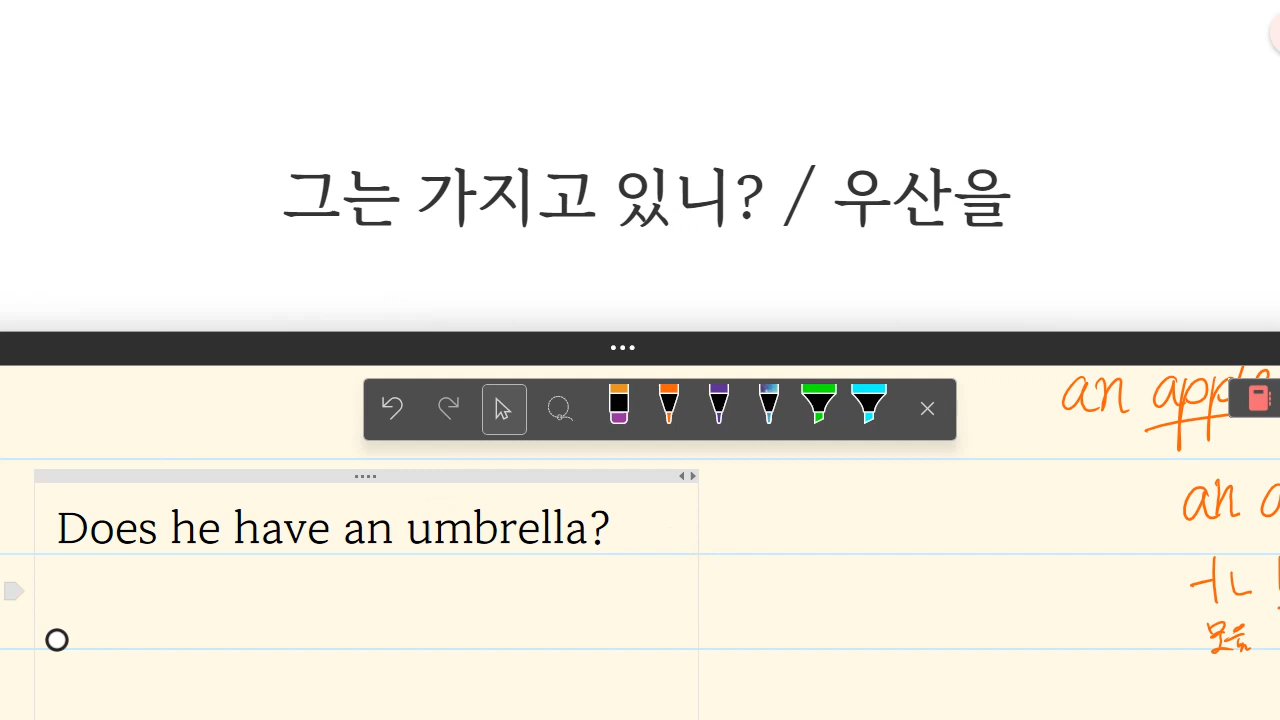 그는 가지고 있니? / 우산을
an
Does he have an umbrella?
an
모음